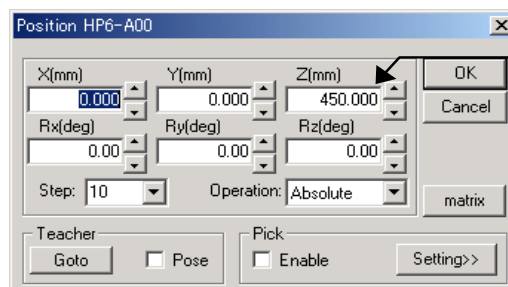 Position HP6-A00
X(mm) Y(mm) Z(mm) OK
0.000 0.000 450.000 Cancel
Rx(deg) Ry(deg) Rz(deg)
0.00 0.00 0.00
Step: 10 Operation: Absolute matrix
Teacher Pick
Goto Pose Enable Setting>>